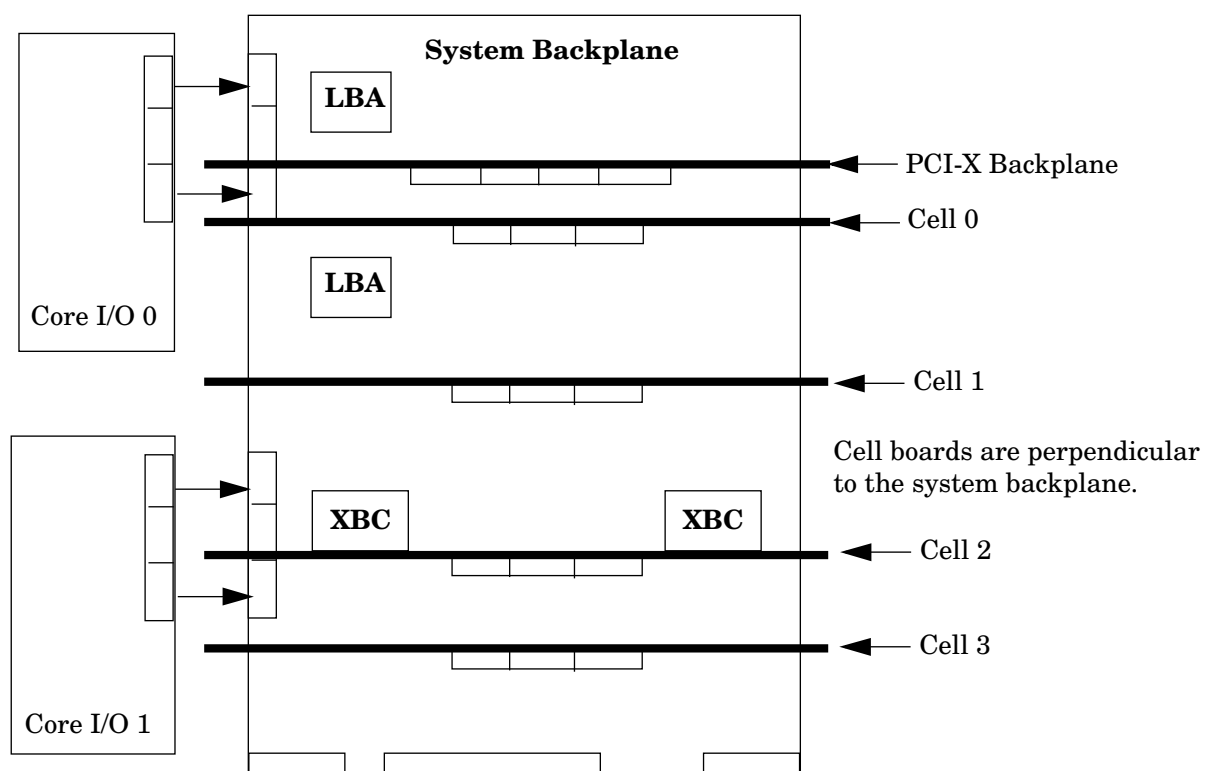 System Backplane
LBA
PCI-X Backplane
Cell 0
LBA
Core I/O 0
Cell 1
Cell boards are perpendicular
to the system backplane.
XBC
XBC
Cell 2
Cell 3
Core I/O 1